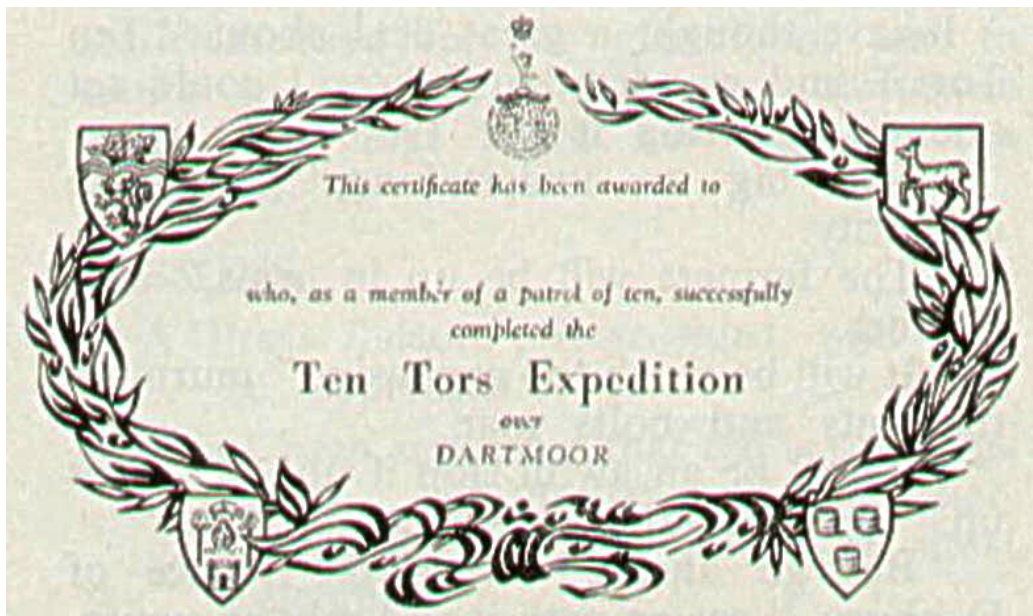 This certificate has been awarded to
who, as a member of a patrol of ten, successfully
completed the
Ten Tors Expedition
over
DARTMOOR